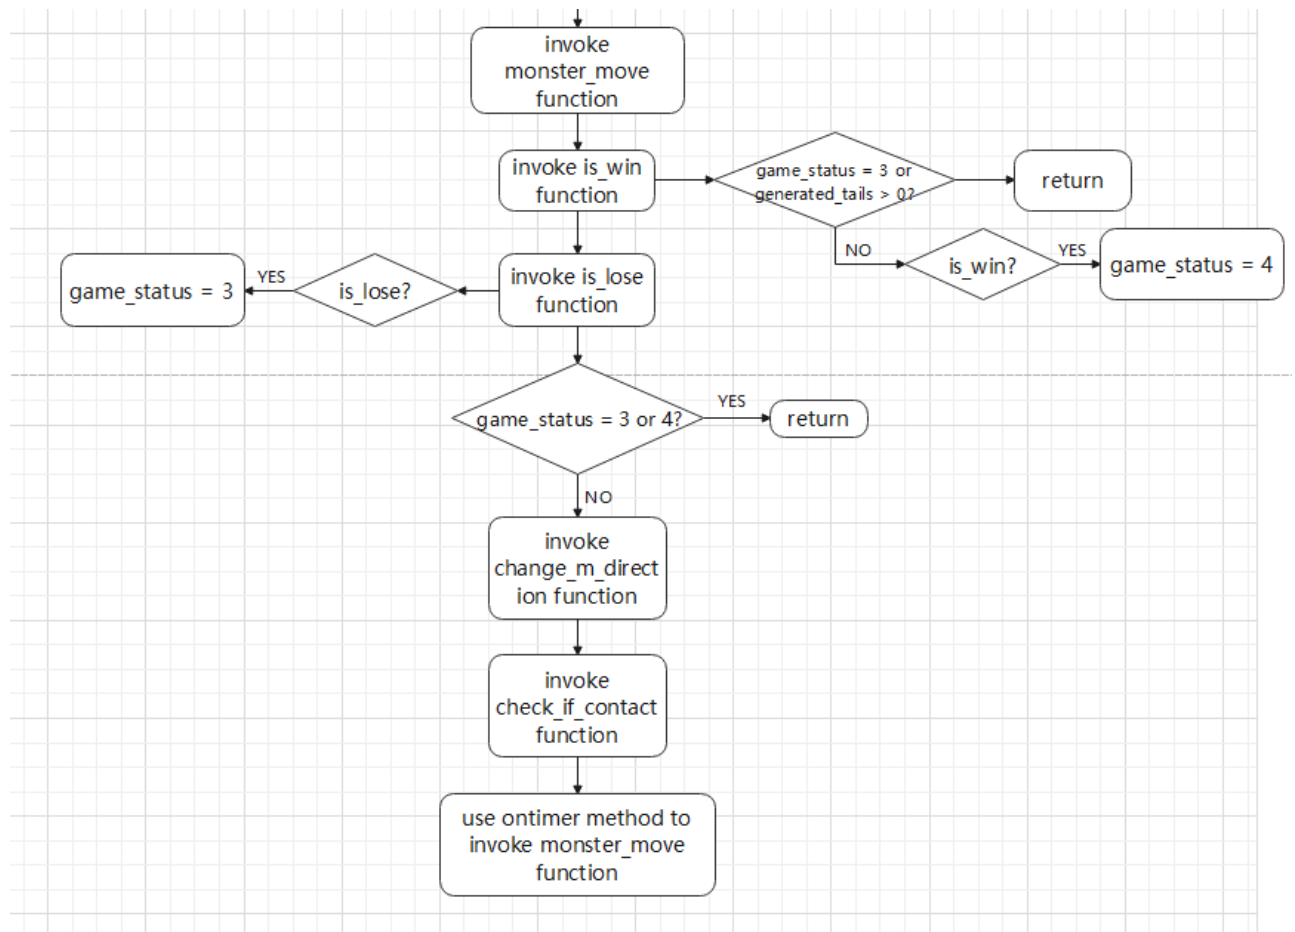 invoke
monster_move
function
invoke is_win
function
game_status = 3 or
generated_tails > 0?
return
NO
is_win?
YES
game_status = 4
invoke is_lose
function
is_lose?
YES
game_status = 3
game_status = 3 or 4?
YES
return
NO
invoke
change_m_direct
ion function
invoke
check_if_contact
function
use ontimer method to
invoke monster_move
function